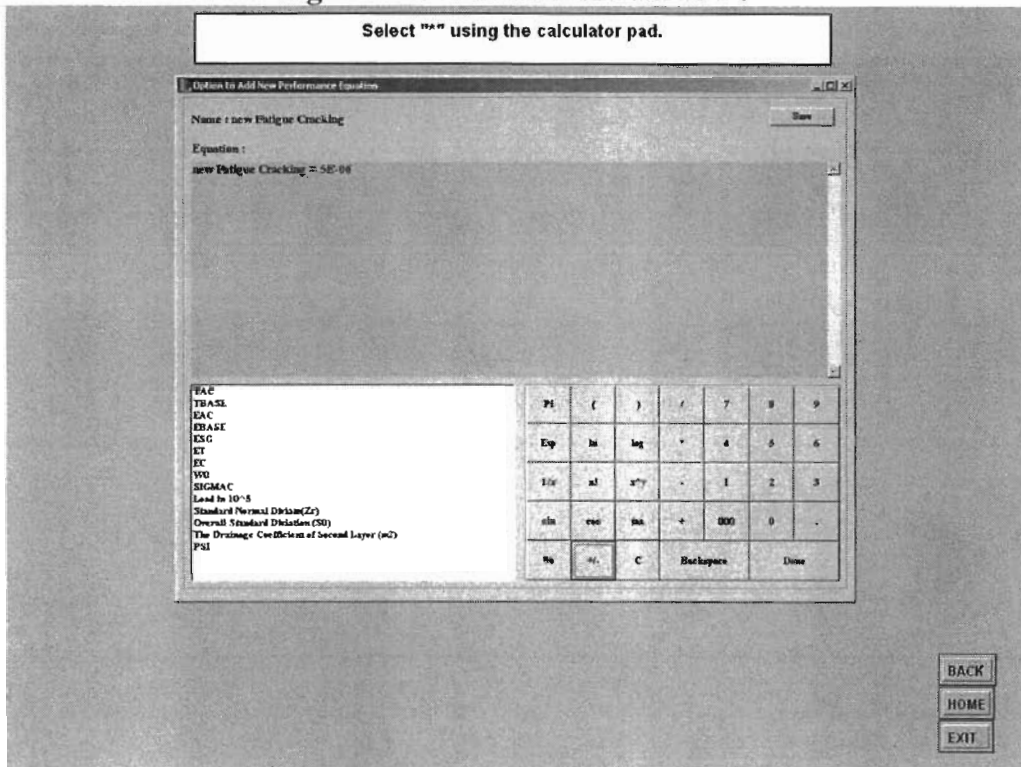 Select "*" using the calculator pad.
Option to Add New Performance Equation
Name : new Fatigue Cracking
Save
Equation :
new Fatigue Cracking = 5E-06
TAC
TBASE
EAC
EBASE
ESG
ET
EC
W0
SIGMAC
Load in 10^5
Standard Normal Diviate(Zr)
Overall Standard Diviation (S0)
The Drainage Coefficient of Second Layer (m2)
PSI
PI ( ) / 7 8 9
Exp ln log * 4 5 6
1/x n! x^y - 1 2 3
sin cos tan + 000 0 .
% +/- C Backspace Done
BACK
HOME
EXIT